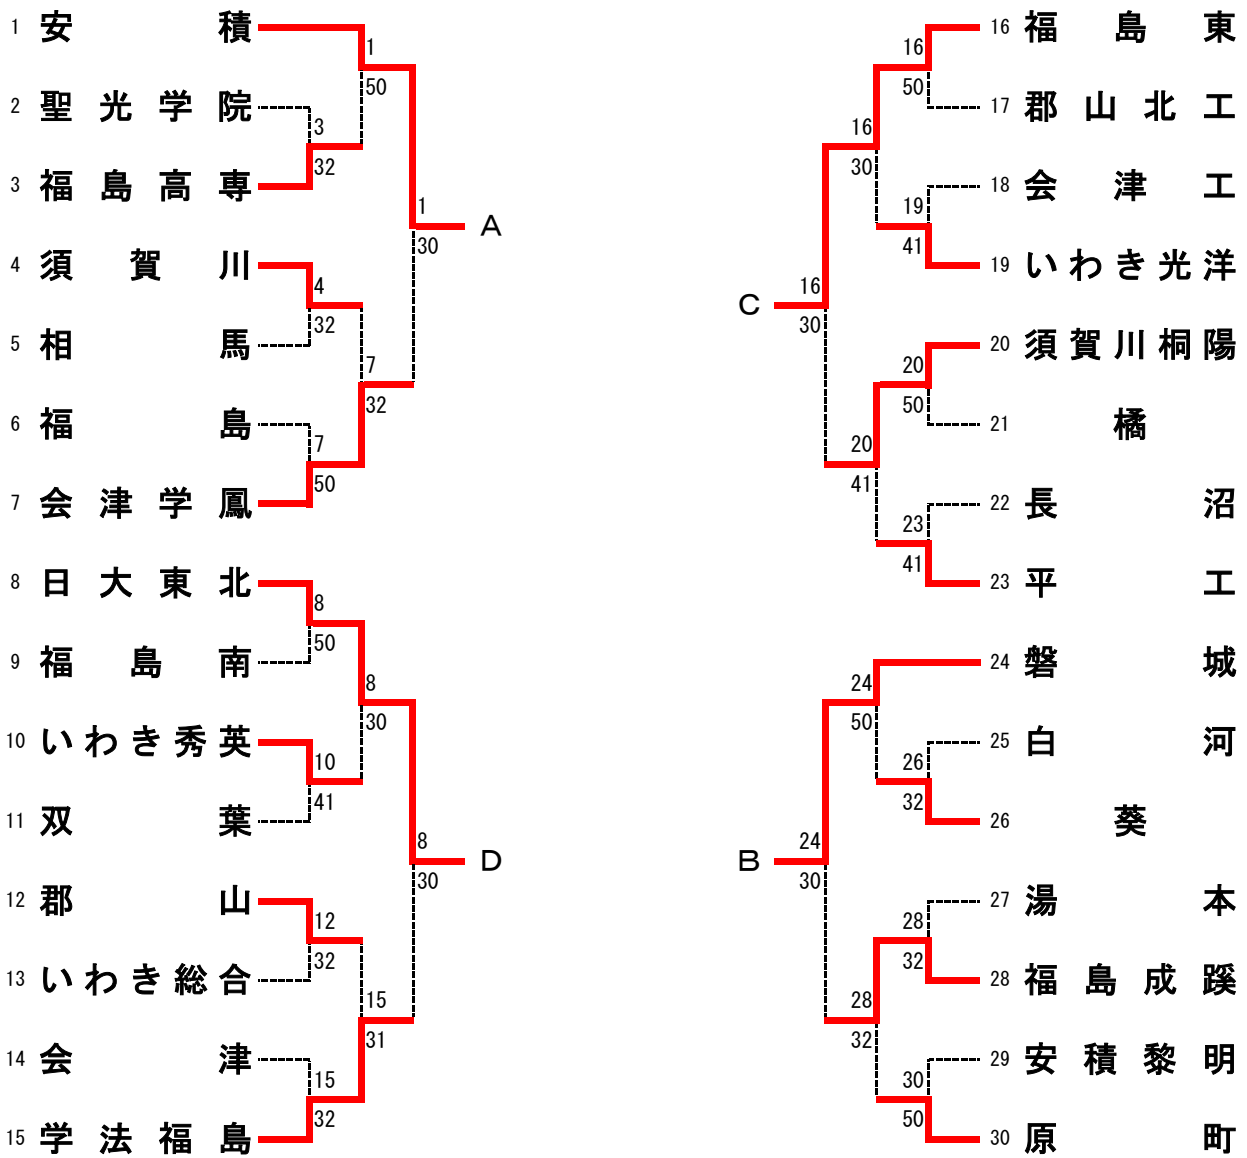 1 安積
2 聖光学院
3 福島高専
4 須賀川
5 相馬
6 福島
7 会津学鳳
8 日大東北
9 福島南
10 いわき秀英
11 双葉
12 郡山
13 いわき総合
14 会津
15 学法福島
1
50
3
32
4
32
7
50
7
32
1
30
A
8
50
10
41
8
30
12
32
15
32
15
31
8
30
D
16 福島東
17 郡山北工
18 会津工
19 いわき光洋
20 須賀川桐陽
21 橘
22 長沼
23 平工
24 磐城
25 白河
26 葵
27 湯本
28 福島成蹊
29 安積黎明
30 原町
16
50
19
41
16
30
20
50
23
41
20
41
16
30
C
24
50
26
32
28
32
30
50
28
32
24
30
B